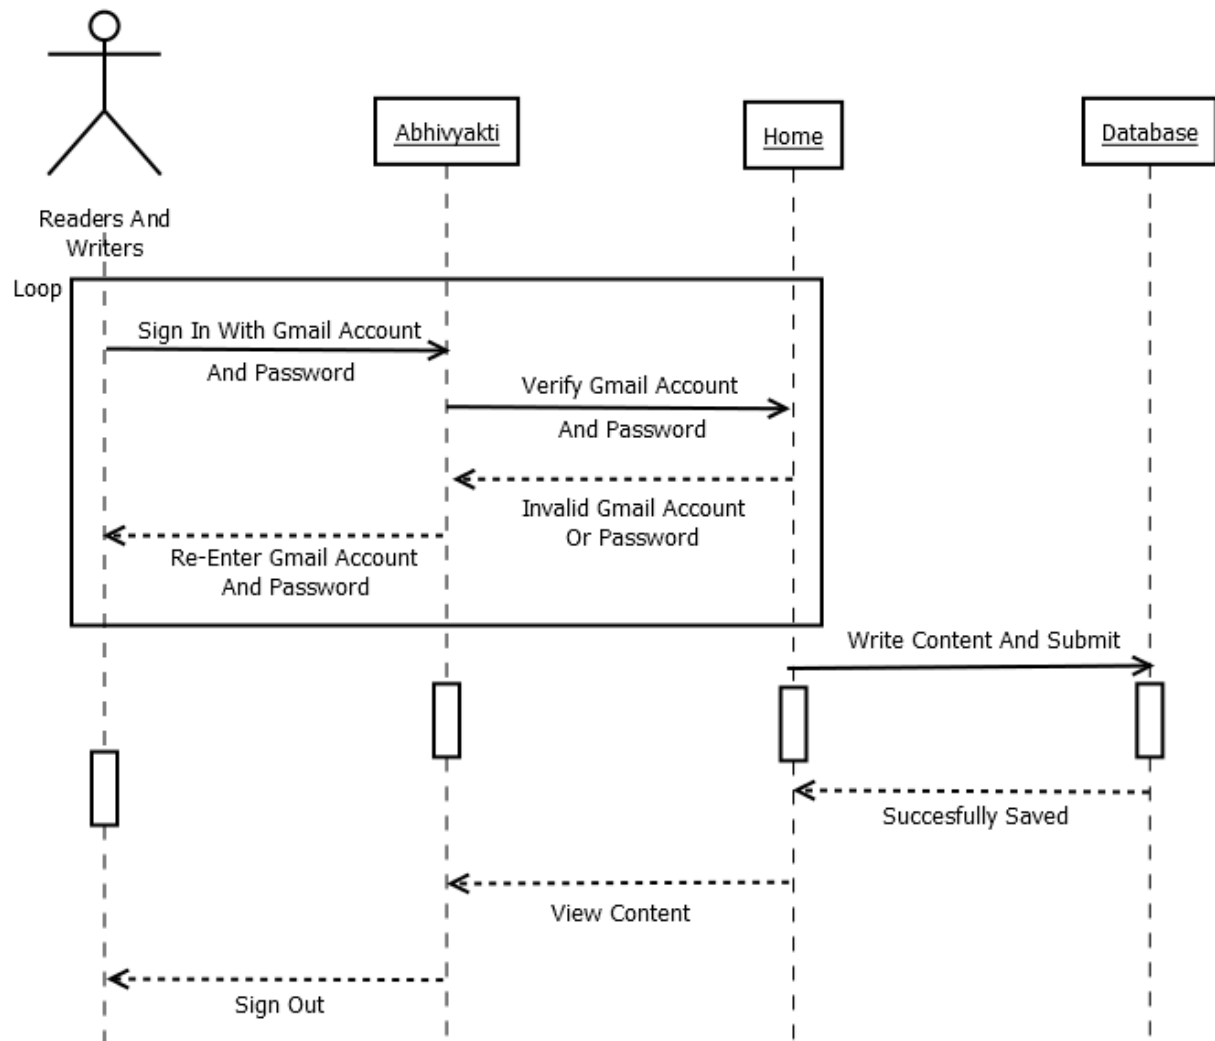 Abhivyakti
Home
Database
Readers And
Writers
Loop
Sign In With Gmail Account
And Password
Verify Gmail Account
And Password
Invalid Gmail Account
Or Password
Re-Enter Gmail Account
And Password
Write Content And Submit
Succesfully Saved
View Content
Sign Out